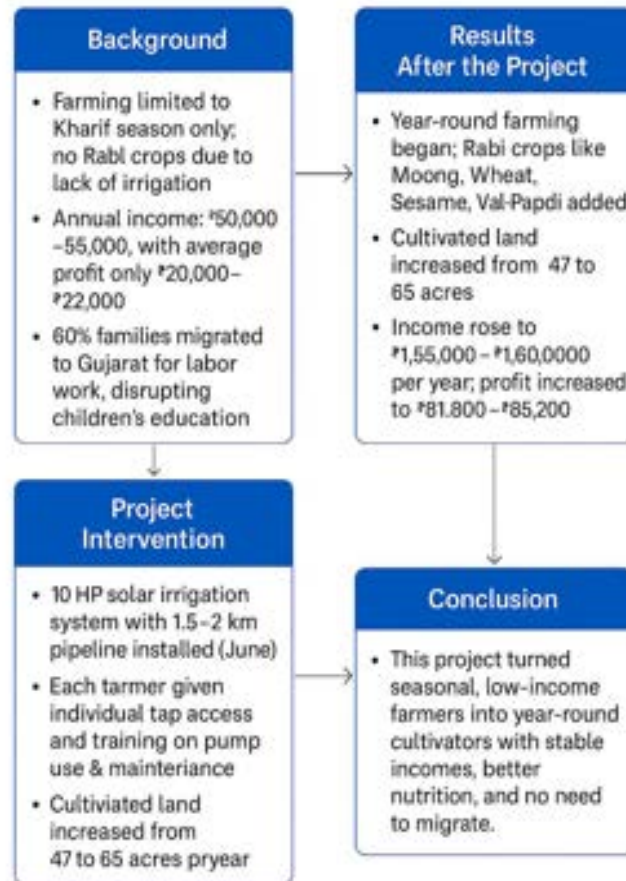 Background
• Farming limited to
Kharif season only;
no Rabl crops due to
lack of irrigation
• Annual income: ₹50,000
–55,000, with average
profit only ₹20,000–
₹22,000
• 60% families migrated
to Gujarat for labor
work, disrupting
children's education
Project
Intervention
• 10 HP solar irrigation
system with 1.5–2 km
pipeline installed (June)
• Each tarmer given
individual tap access
and training on pump
use & mainteriance
• Cultiviated land
increased from
47 to 65 acres pryear
Results
After the Project
• Year-round farming
began; Rabi crops like
Moong, Wheat,
Sesame, Val-Papdi added
• Cultivated land
increased from 47 to
65 acres
• Income rose to
₹1,55,000–₹1,60,0000
per year; profit increased
to ₹81.800–₹85,200
Conclusion
• This project turned
seasonal, low-income
farmers into year-round
cultivators with stable
incomes, better
nutrition, and no need
to migrate.